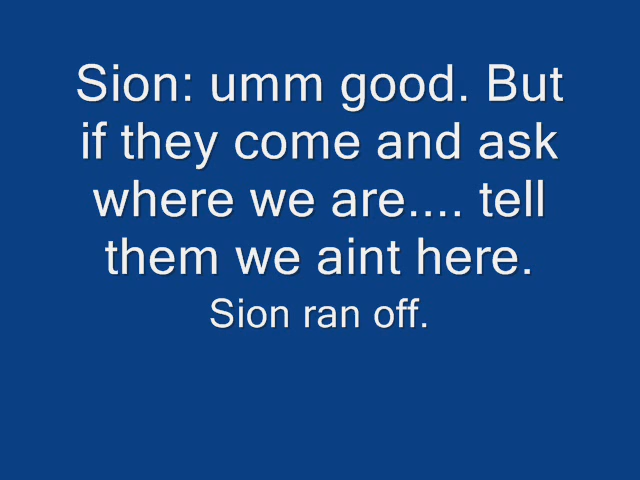 Sion: umm good. But
if they come and ask
where we are.... tell
them we aint here.
Sion ran off.